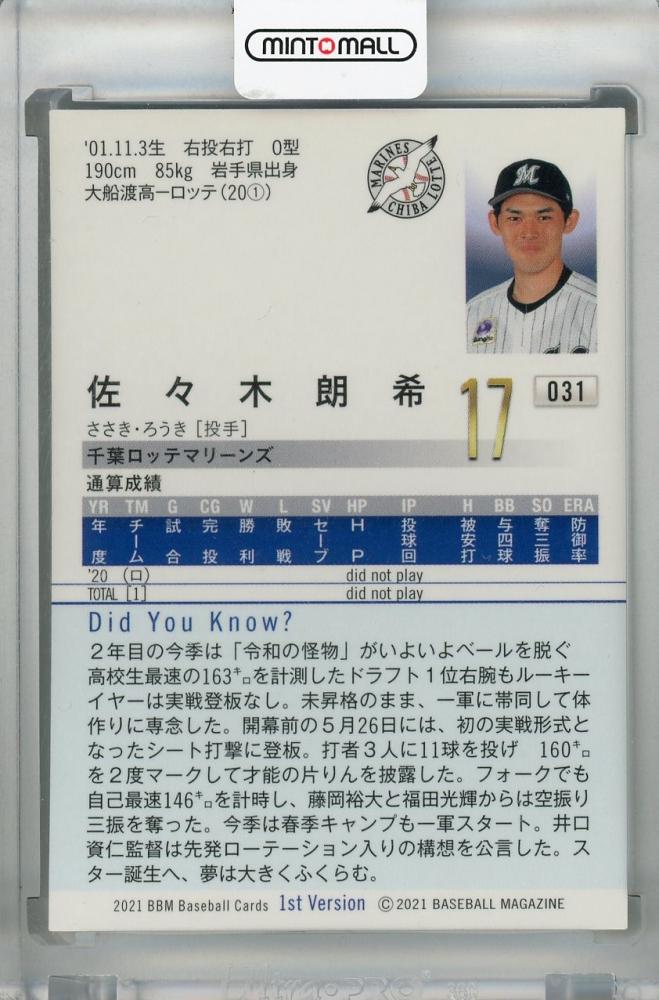 MINTOMALL
'01.11.3生 右投右打 O型
190cm 85kg 岩手県出身
大船渡高ーロッテ(20①)
MARINES
LOTTE
CHIBA
M
佐々木朗希
17
031
ささき・ろうき[投手]
千葉ロッテマリーンズ
通算成績
YR TM G CG W L SV HP IP H BB SO ERA
年度 チーム 試合 完投 勝利 敗戦 セーブ HP 投球回 被安打 与四球 奪三振 防御率
'20 (ロ) did not play
TOTAL [1] did not play
Did You Know?
2年目の今季は「令和の怪物」がいよいよベールを脱ぐ
高校生最速の163㌔を計測したドラフト1位右腕もルーキー
イヤーは実戦登板なし。未昇格のまま、一軍に帯同して体
作りに専念した。開幕前の5月26日には、初の実戦形式と
なったシート打撃に登板。打者3人に11球を投げ 160㌔
を2度マークして才能の片りんを披露した。フォークでも
自己最速146㌔を計時し、藤岡裕大と福田光輝からは空振り
三振を奪った。今季は春季キャンプも一軍スタート。井口
資仁監督は先発ローテーション入りの構想を公言した。ス
ター誕生へ、夢は大きくふくらむ。
2021 BBM Baseball Cards 1st Version ©2021 BASEBALL MAGAZINE